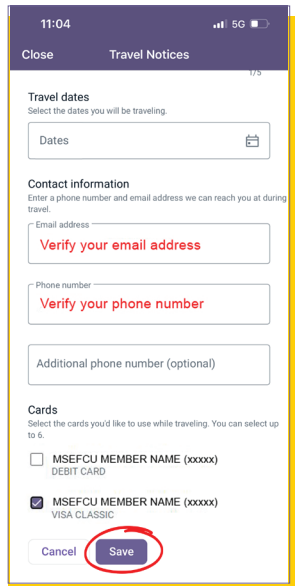 11:04
5G
Close
Travel Notices
1/5
Travel dates
Select the dates you will be traveling.
Dates
Contact information
Enter a phone number and email address we can reach you at during
travel.
Email address
Verify your email address
Phone number
Verify your phone number
Additional phone number (optional)
Cards
Select the cards you'd like to use while traveling. You can select up
to 6.
MSEFCU MEMBER NAME (xxxxx)
DEBIT CARD
MSEFCU MEMBER NAME (xxxxx)
VISA CLASSIC
Cancel
Save